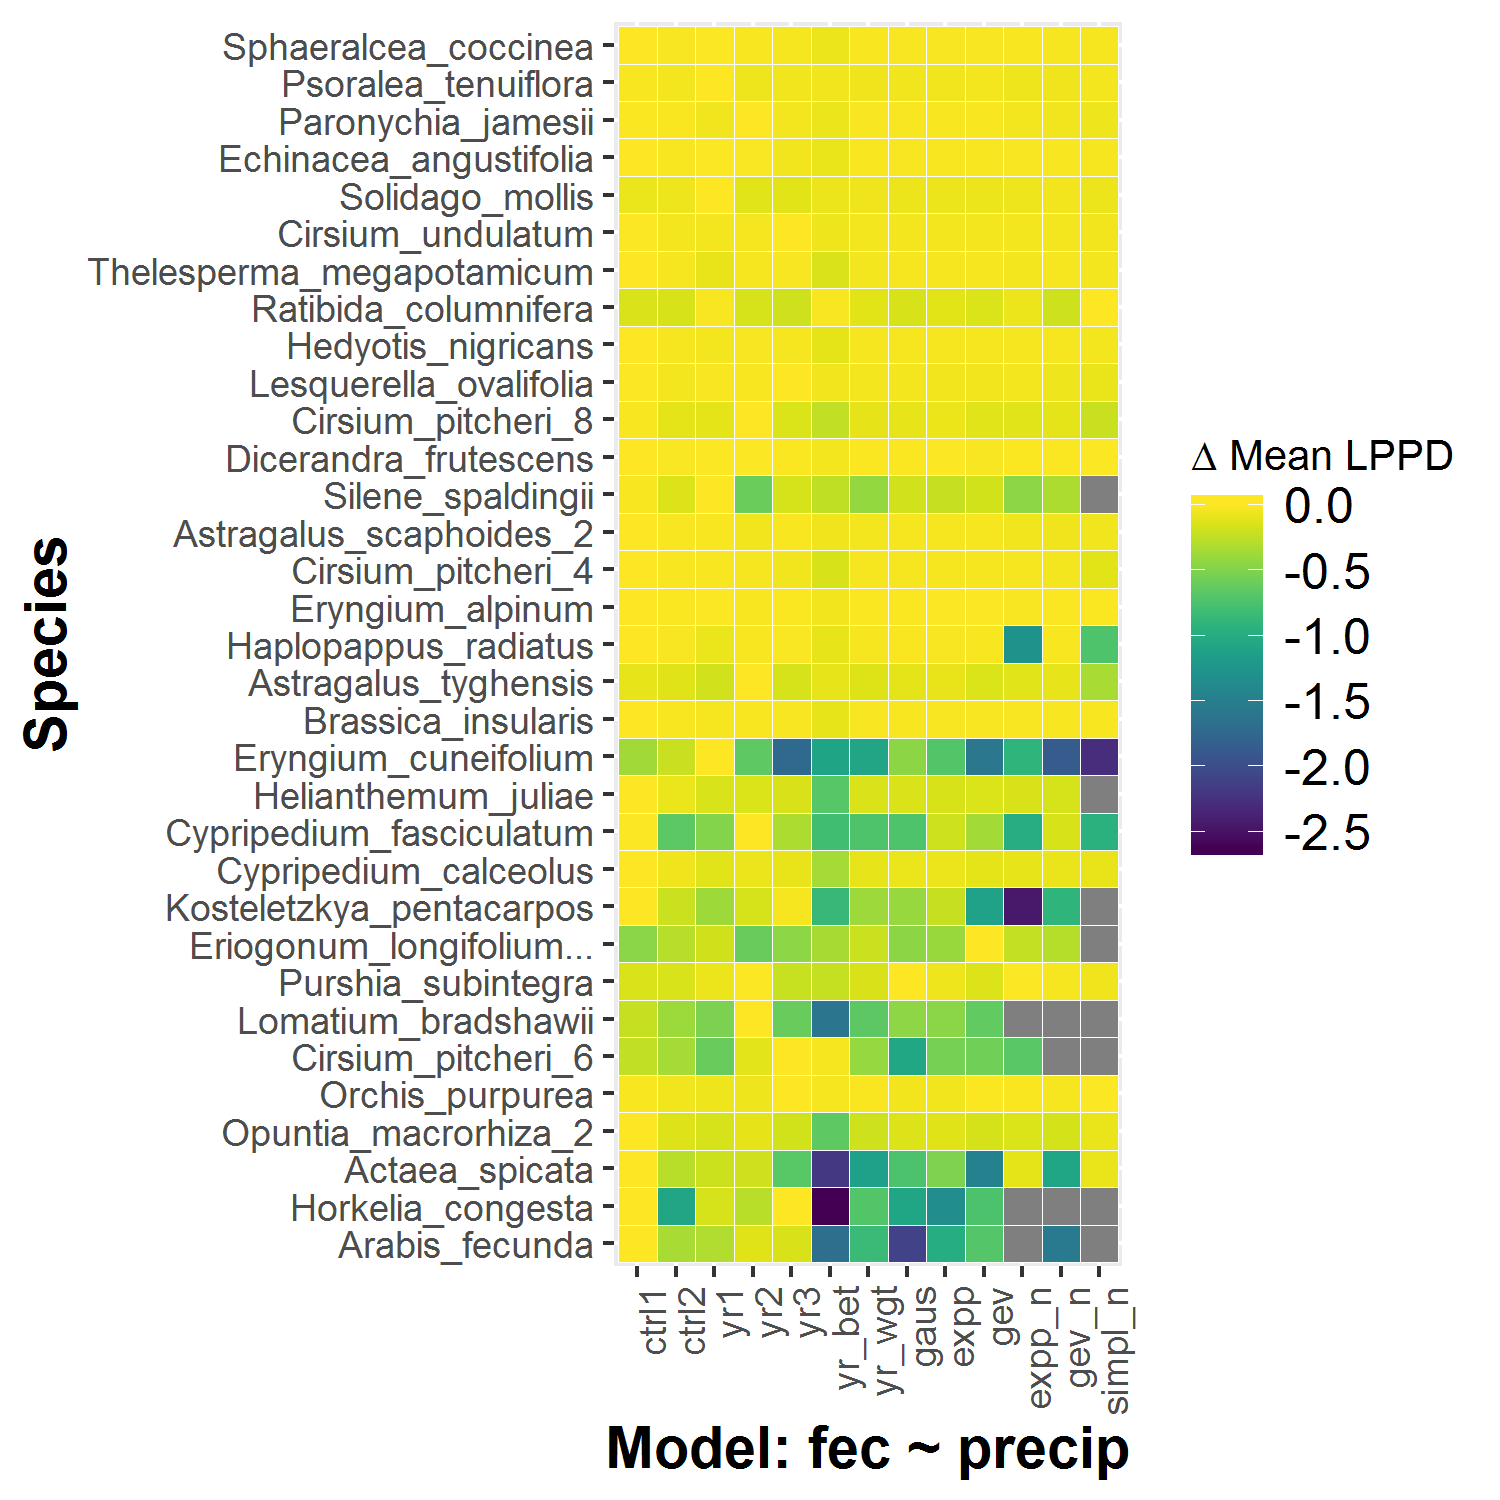 Species
Sphaeralcea_coccinea
Psoralea_tenuiflora
Paronychia_jamesii
Echinacea_angustifolia
Solidago_mollis
Cirsium_undulatum
Thelesperma_megapotamicum
Ratibida_columnifera
Hedyotis_nigricans
Lesquerella_ovalifolia
Cirsium_pitcheri_8
Dicerandra_frutescens
Silene_spaldingii
Astragalus_scaphoides_2
Cirsium_pitcheri_4
Eryngium_alpinum
Haplopappus_radiatus
Astragalus_tyghensis
Brassica_insularis
Eryngium_cuneifolium
Helianthemum_juliae
Cypripedium_fasciculatum
Cypripedium_calceolus
Kosteletzkya_pentacarpos
Eriogonum_longifolium...
Purshia_subintegra
Lomatium_bradshawii
Cirsium_pitcheri_6
Orchis_purpurea
Opuntia_macrorhiza_2
Actaea_spicata
Horkelia_congesta
Arabis_fecunda
ctrl1
ctrl2
yr1
yr2
yr3
yr_bet
yr_wgt
gaus
expp
gev
expp_n
gev_n
simpl_n
Model: fec ~ precip
Δ Mean LPPD
0.0
-0.5
-1.0
-1.5
-2.0
-2.5